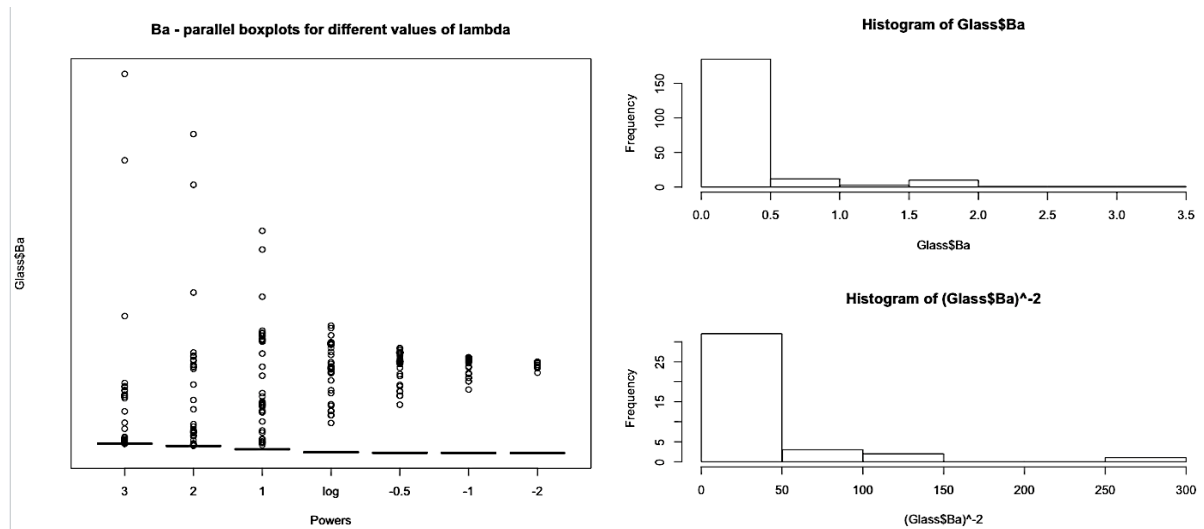 Ba - parallel boxplots for different values of lambda
Glass$Ba
3 2 1 log -0.5 -1 -2
Powers
Histogram of Glass$Ba
Frequency
150
100
50
0
0.0 0.5 1.0 1.5 2.0 2.5 3.0 3.5
Glass$Ba
Histogram of (Glass$Ba)^-2
Frequency
25
15
5
0
0 50 100 150 200 250 300
(Glass$Ba)^-2